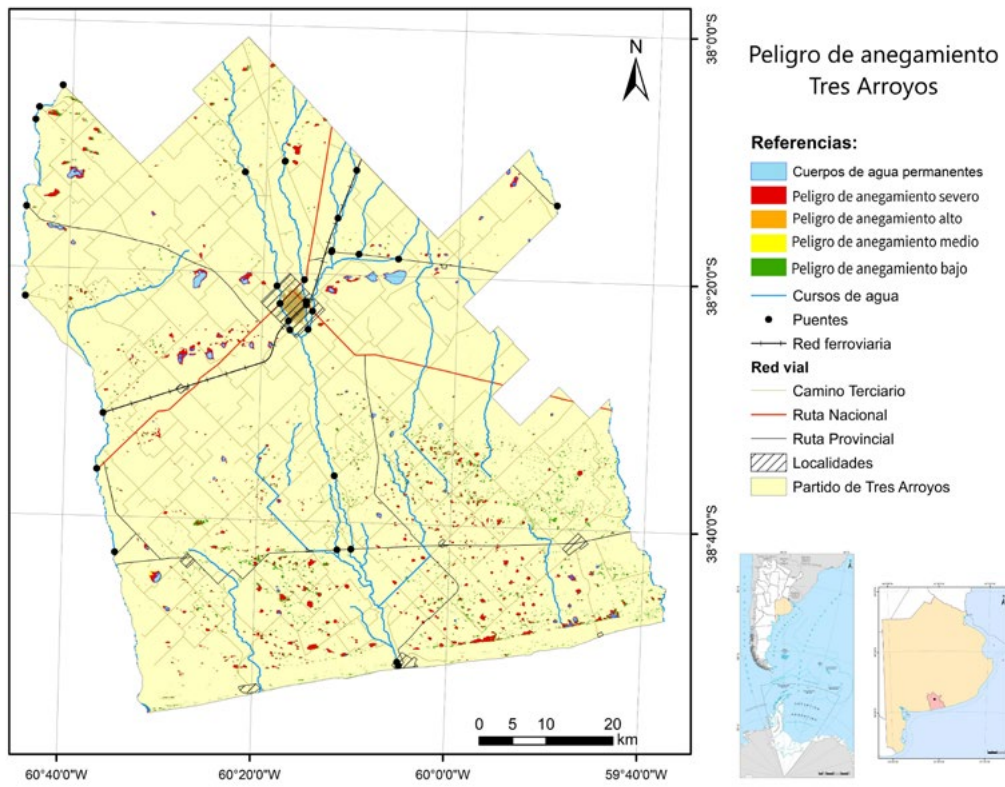 Peligro de anegamiento
Tres Arroyos
Referencias:
Cuerpos de agua permanentes
Peligro de anegamiento severo
Peligro de anegamiento alto
Peligro de anegamiento medio
Peligro de anegamiento bajo
Cursos de agua
Puentes
Red ferroviaria
Red vial
Camino Terciario
Ruta Nacional
Ruta Provincial
Localidades
Partido de Tres Arroyos
N
38°0'0"S
38°20'0"S
38°40'0"S
0 5 10 20
km
60°40'0"W
60°20'0"W
60°0'0"W
59°40'0"W